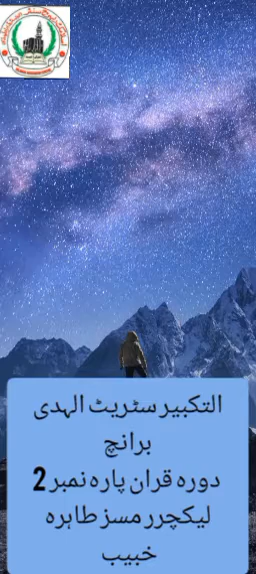 التکبیر سٹریٹ الہدی
برانچ
دورہ قران پارہ نمبر 2
لیکچرر مسز طاہرہ
خبیب